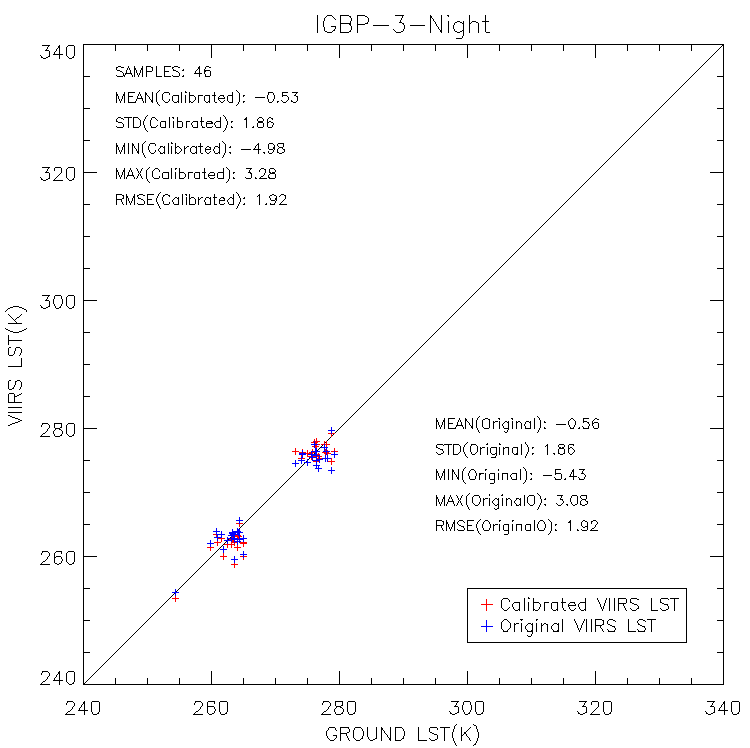 IGBP-3-Night
340
320
300
280
260
240
VIIRS LST(K)
SAMPLES: 46
MEAN(Calibrated): -0.53
STD(Calibrated): 1.86
MIN(Calibrated): -4.98
MAX(Calibrated): 3.28
RMSE(Calibrated): 1.92
MEAN(Original): -0.56
STD(Original): 1.86
MIN(Original): -5.43
MAX(OriginalO): 3.08
RMSE(OriginalO): 1.92
Calibrated VIIRS LST
Original VIIRS LST
240 260 280 300 320 340
GROUND LST(K)